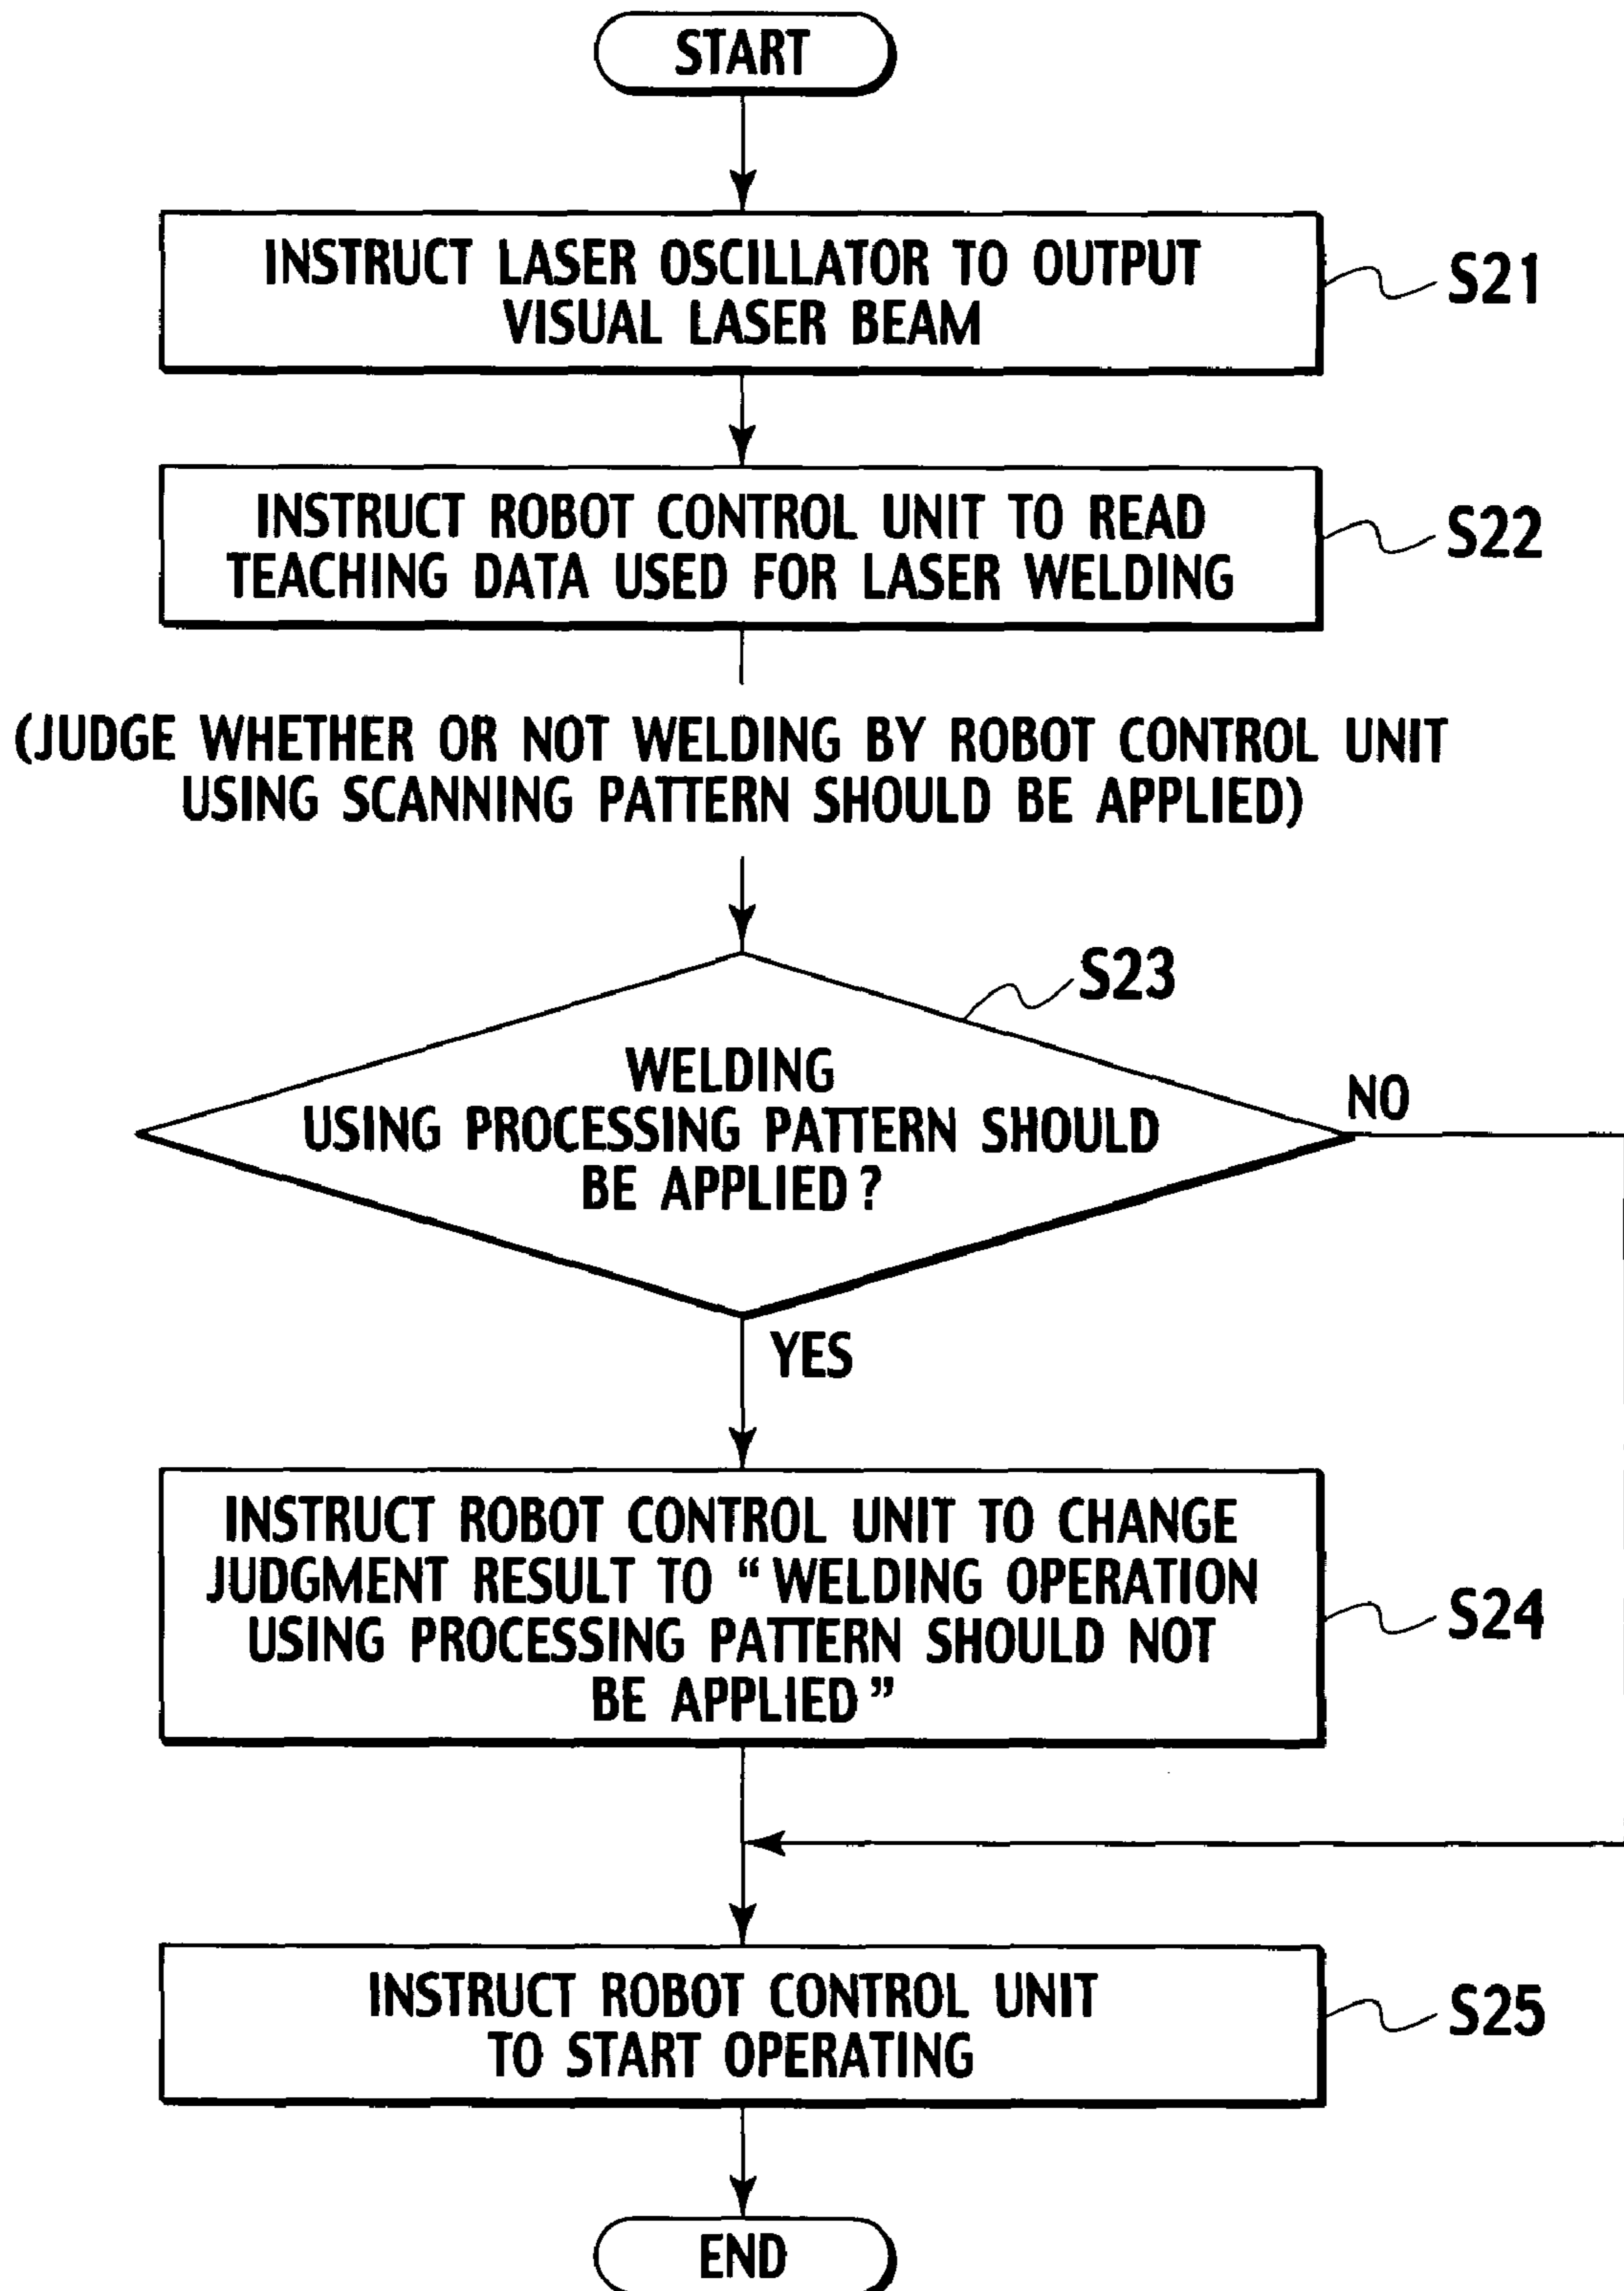 START
INSTRUCT LASER OSCILLATOR TO OUTPUT
VISUAL LASER BEAM
S21
INSTRUCT ROBOT CONTROL UNIT TO READ
TEACHING DATA USED FOR LASER WELDING
S22
(JUDGE WHETHER OR NOT WELDING BY ROBOT CONTROL UNIT
USING SCANNING PATTERN SHOULD BE APPLIED)
S23
WELDING
USING PROCESSING PATTERN SHOULD
BE APPLIED?
NO
YES
INSTRUCT ROBOT CONTROL UNIT TO CHANGE
JUDGMENT RESULT TO “WELDING OPERATION
USING PROCESSING PATTERN SHOULD NOT
BE APPLIED”
S24
INSTRUCT ROBOT CONTROL UNIT
TO START OPERATING
S25
END